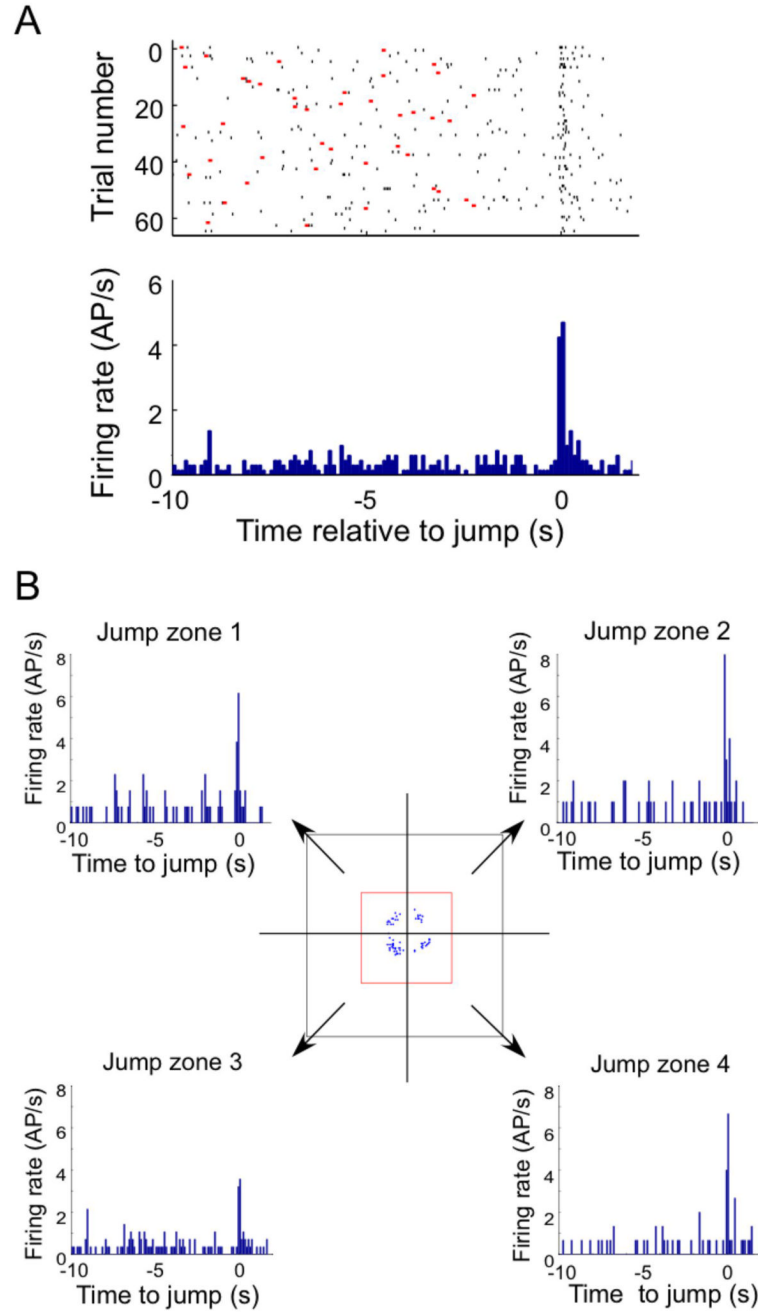 A
Trial number
0
20
40
60
Firing rate (AP/s)
6
4
2
0
-10
-5
0
Time relative to jump (s)
B
Jump zone 1
Firing rate (AP/s)
8
6
4
2
0
-10
-5
0
Time to jump (s)
Jump zone 2
Firing rate (AP/s)
8
6
4
2
0
-10
-5
0
Time to jump (s)
Jump zone 3
Firing rate (AP/s)
8
6
4
2
0
-10
-5
0
Time to jump (s)
Jump zone 4
Firing rate (AP/s)
8
6
4
2
0
-10
-5
0
Time to jump (s)